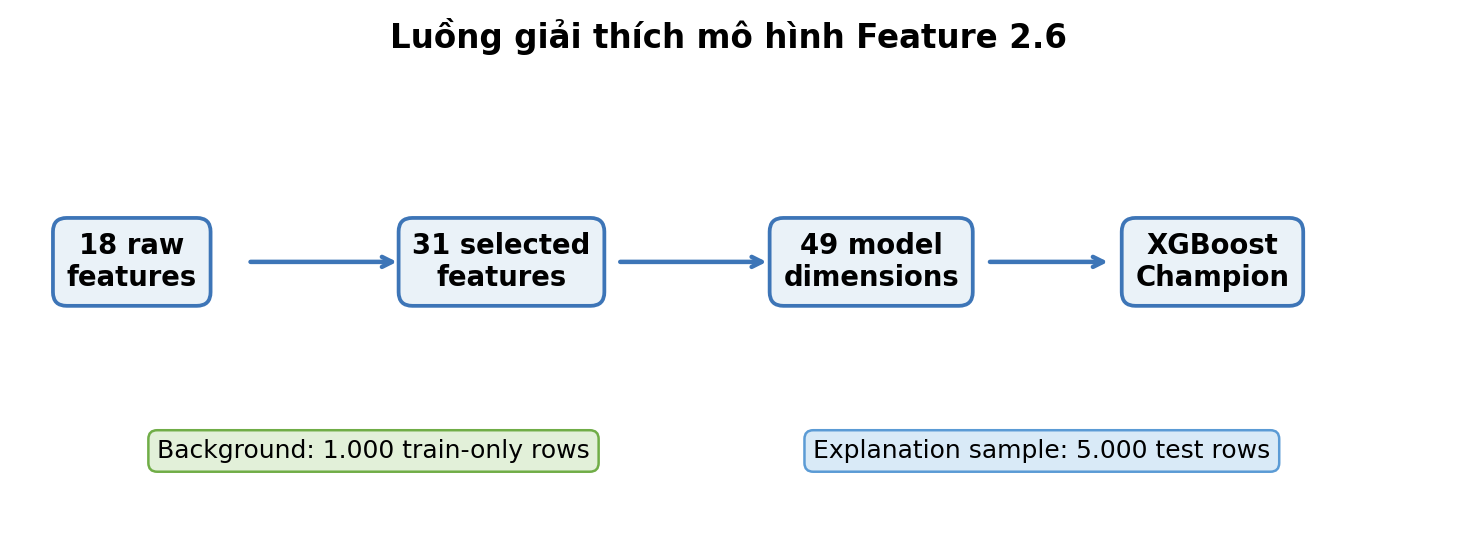 Luồng giải thích mô hình Feature 2.6
18 raw
features
31 selected
features
49 model
dimensions
XGBoost
Champion
Background: 1.000 train-only rows
Explanation sample: 5.000 test rows